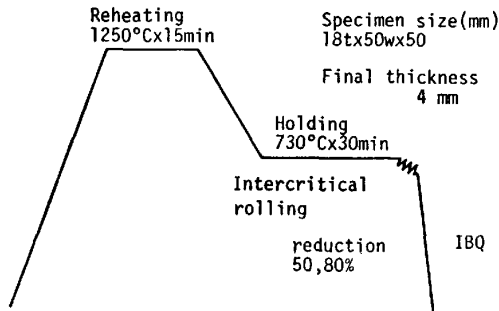 Reheating
1250°Cx15min
Specimen size(mm)
18tx50wx50
Final thickness
4 mm
Holding
730°Cx30min
Intercritical
rolling
reduction
50,80%
IBQ